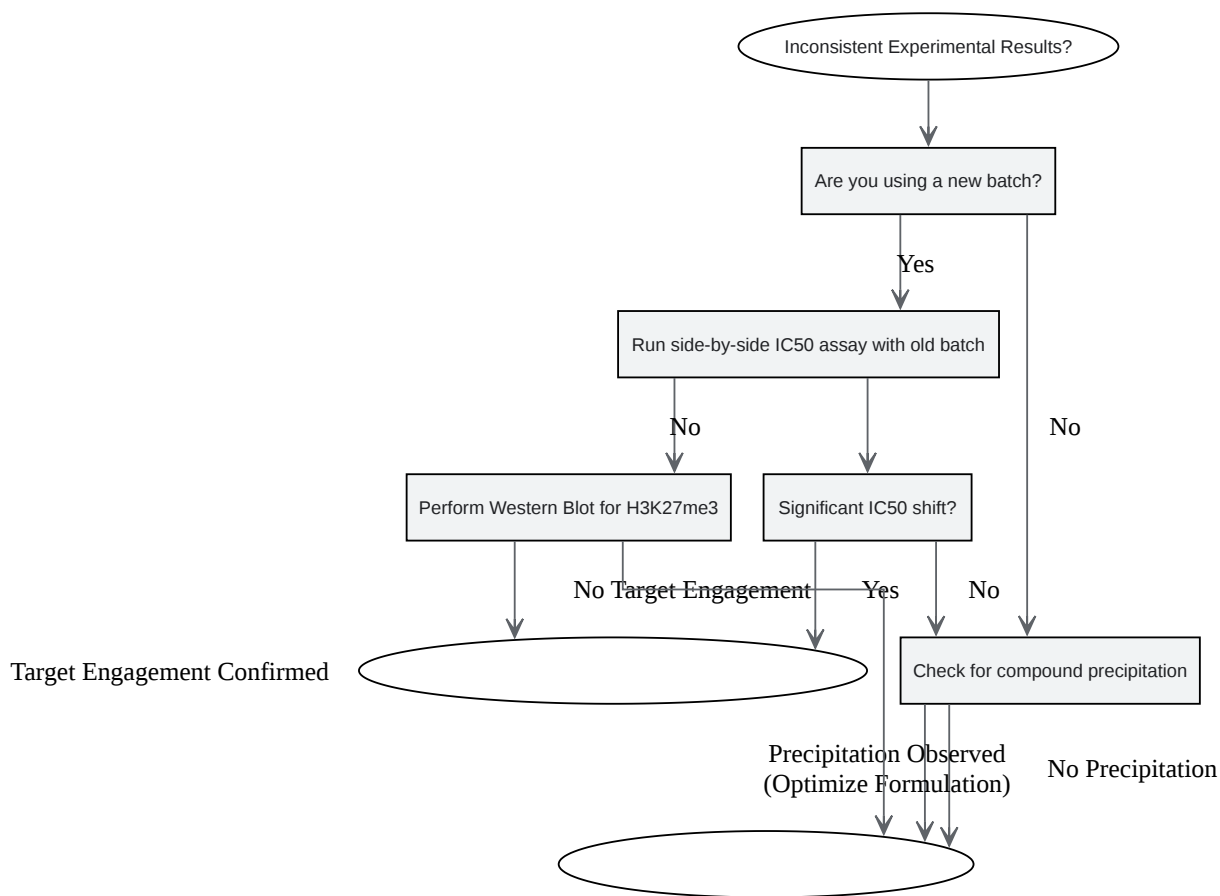 Inconsistent Experimental Results?
Are you using a new batch?
Yes
Run side-by-side IC50 assay with old batch
No
No
Perform Western Blot for H3K27me3
Significant IC50 shift?
No Target Engagement
Yes
No
Target Engagement Confirmed
Check for compound precipitation
Precipitation Observed
(Optimize Formulation)
No Precipitation